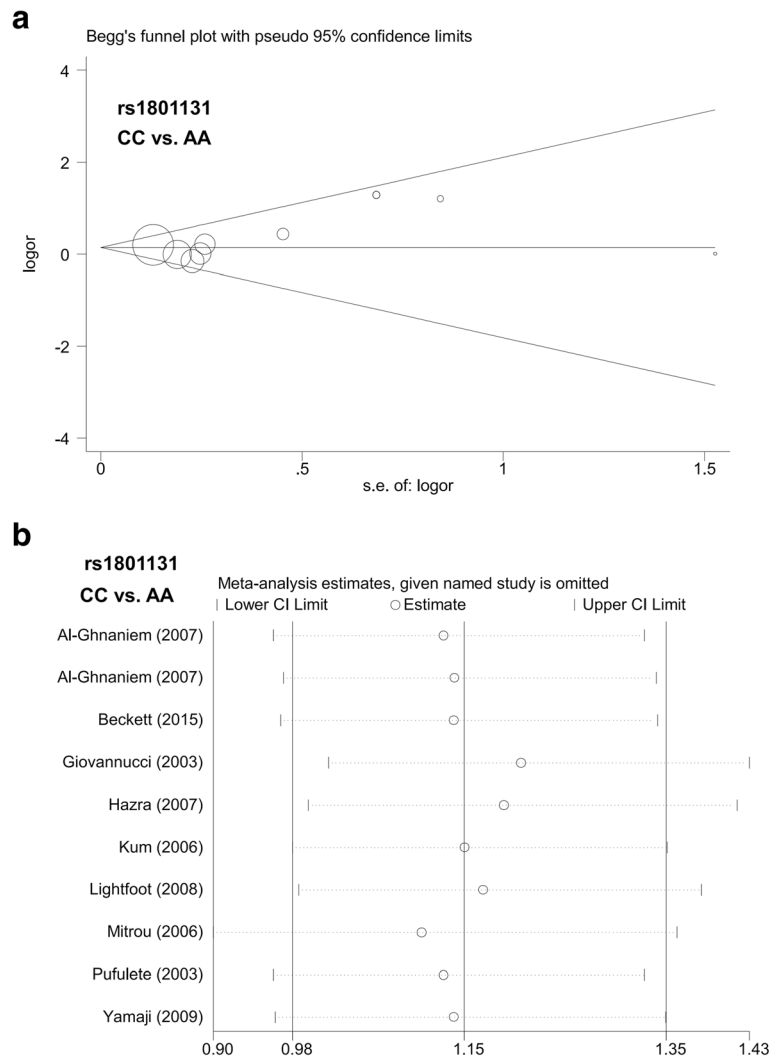 a
Begg's funnel plot with pseudo 95% confidence limits
rs1801131
CC vs. AA
logor
4
2
0
-2
-4
0 .5 1 1.5
s.e. of: logor
b
rs1801131
CC vs. AA
Meta-analysis estimates, given named study is omitted
Lower CI Limit Estimate Upper CI Limit
Al-Ghnaniem (2007)
Al-Ghnaniem (2007)
Beckett (2015)
Giovannucci (2003)
Hazra (2007)
Kum (2006)
Lightfoot (2008)
Mitrou (2006)
Pufulete (2003)
Yamaji (2009)
0.90 0.98 1.15 1.35 1.43